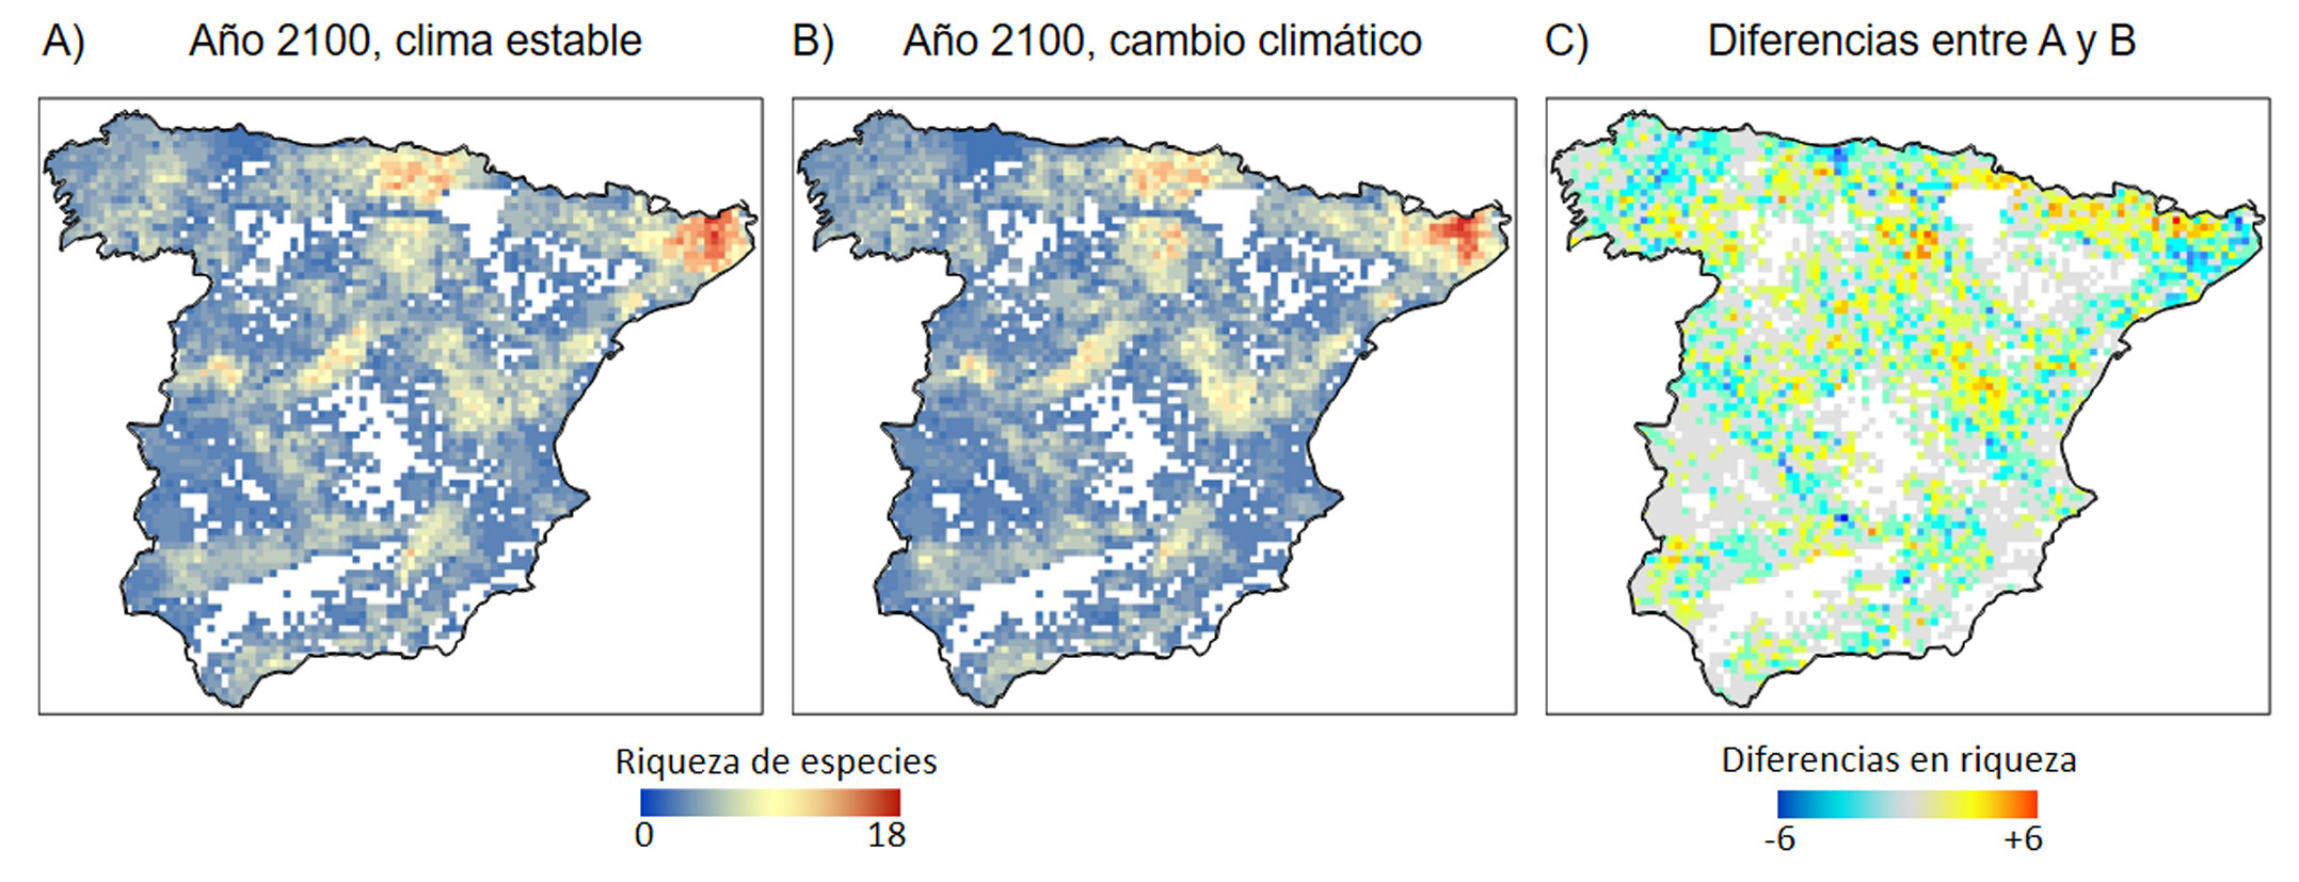 A) Año 2100, clima estable
B) Año 2100, cambio climático
C) Diferencias entre A y B
Riqueza de especies
0 18
Diferencias en riqueza
-6 +6